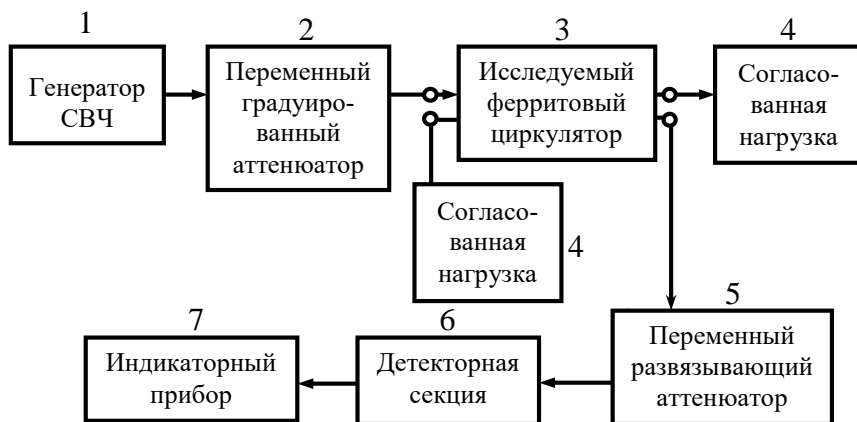 1
Генератор
СВЧ
2
Переменный
градуиро-
ванный
аттенюатор
3
Исследуемый
ферритовый
циркулятор
4
Согласо-
ванная
нагрузка
Согласо-
ванная
нагрузка
4
5
Переменный
развязывающий
аттенюатор
6
Детекторная
секция
7
Индикаторный
прибор